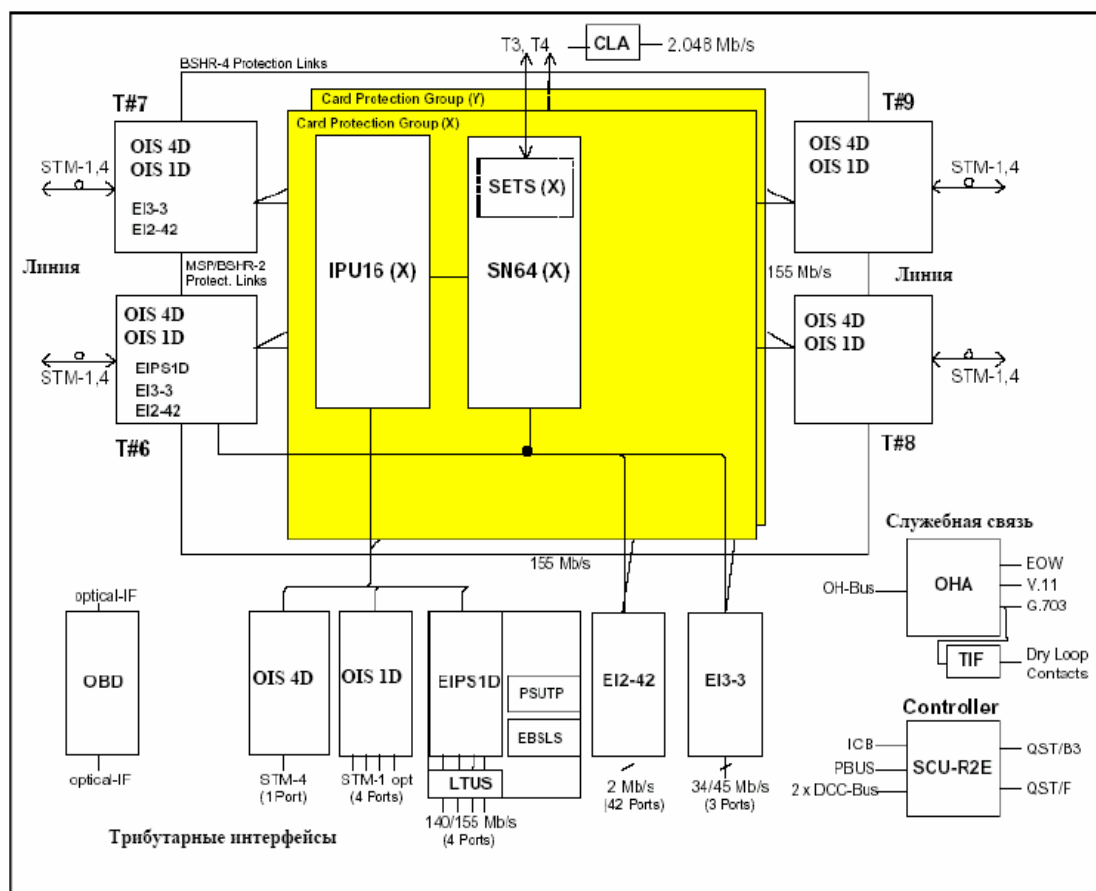 T3, T4
CLA
2.048 Mb/s
BSHR-4 Protection Links
T#7
T#9
Card Protection Group (Y)
Card Protection Group (X)
OIS 4D
OIS 1D
EI3-3
EI2-42
STM-1,4
SETS (X)
IPU16 (X)
SN64 (X)
OIS 4D
OIS 1D
STM-1,4
Линия
MSP/BSHR-2
Protect. Links
155 Mb/s
Линия
OIS 4D
OIS 1D
EIPS1D
EI3-3
EI2-42
STM-1,4
OIS 4D
OIS 1D
STM-1,4
T#6
T#8
155 Mb/s
Служебная связь
OH-Bus
OHA
EOW
V.11
G.703
TIF
Dry Loop
Contacts
optical-IF
OBD
optical-IF
OIS 4D
STM-4
(1Port)
OIS 1D
STM-1 opt
(4 Ports)
EIPS1D
PSUTP
EBSLS
LTUS
140/155 Mb/s
(4 Ports)
EI2-42
2 Mb/s
(42 Ports)
EI3-3
34/45 Mb/s
(3 Ports)
Controller
ICB
PBUS
2 x DCC-Bus
SCU-R2E
QST/B3
QST/F
Трибутарные интерфейсы